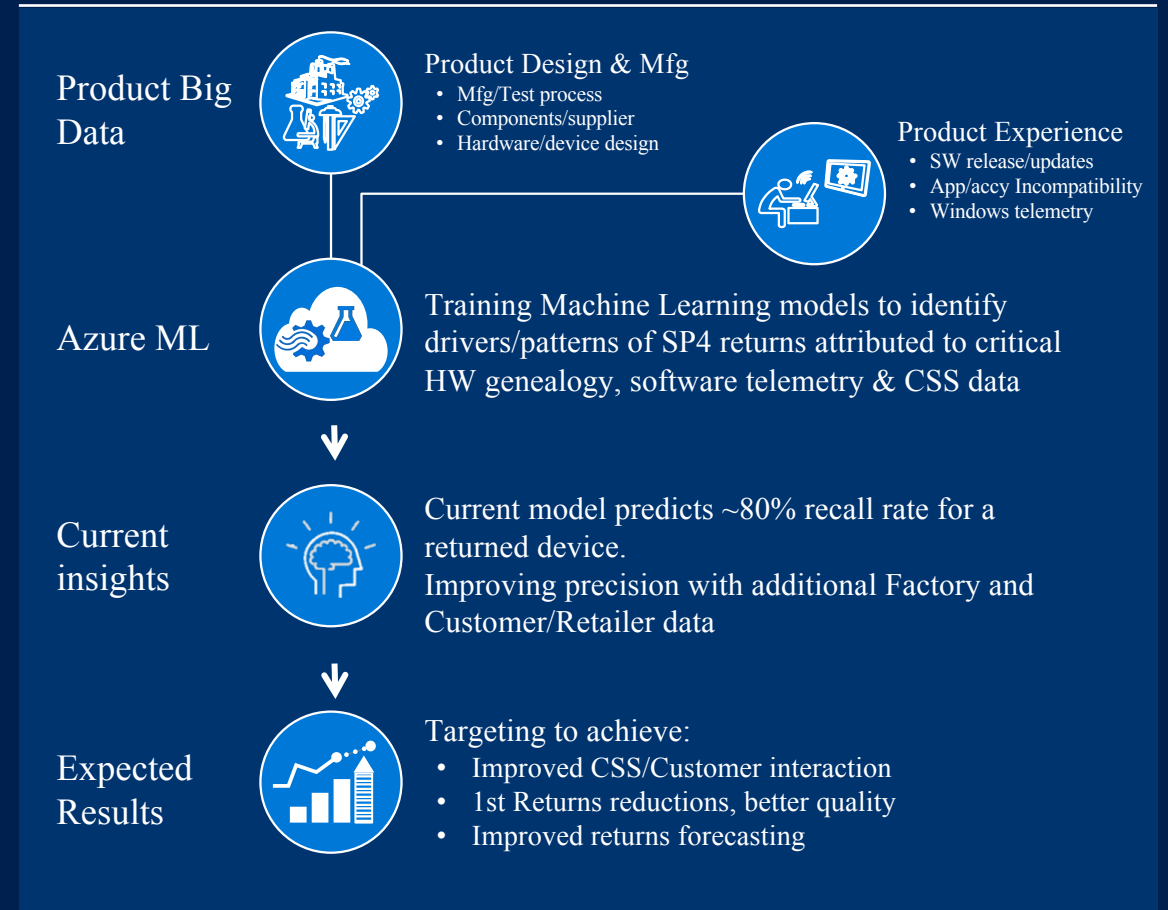 Product Big
Data
Product Design & Mfg
• Mfg/Test process
• Components/supplier
• Hardware/device design
Product Experience
• SW release/updates
• App/accy Incompatibility
• Windows telemetry
Azure ML
Training Machine Learning models to identify
drivers/patterns of SP4 returns attributed to critical
HW genealogy, software telemetry & CSS data
Current
insights
Current model predicts ~80% recall rate for a
returned device.
Improving precision with additional Factory and
Customer/Retailer data
Expected
Results
Targeting to achieve:
• Improved CSS/Customer interaction
• 1st Returns reductions, better quality
• Improved returns forecasting